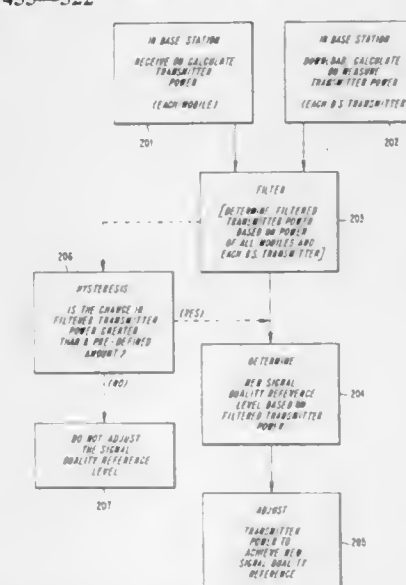 IN BASE STATION
RECEIVE OR CALCULATE
TRANSMITTER
POWER
(EACH MOBILE)
201
IN BASE STATION
DOWNLOAD, CALCULATE
OR MEASURE
TRANSMITTER POWER
(EACH B.S. TRANSMITTER)
202
FILTER
[DETERMINE FILTERED
TRANSMITTER POWER
BASED ON POWER
OF ALL MOBILES AND
EACH B.S. TRANSMITTER]
203
206
HYSTERESIS
IS THE CHANGE IN
FILTERED TRANSMITTER
POWER GREATER
THAN A PRE-DEFINED
AMOUNT?
(YES)
(NO)
DETERMINE
NEW SIGNAL
QUALITY REFERENCE
LEVEL BASED ON
FILTERED TRANSMITTER
POWER
204
DO NOT ADJUST
THE SIGNAL
QUALITY REFERENCE
LEVEL
207
ADJUST
TRANSMITTER
POWER TO
ACHIEVE NEW
SIGNAL QUALITY
REFERENCE
205